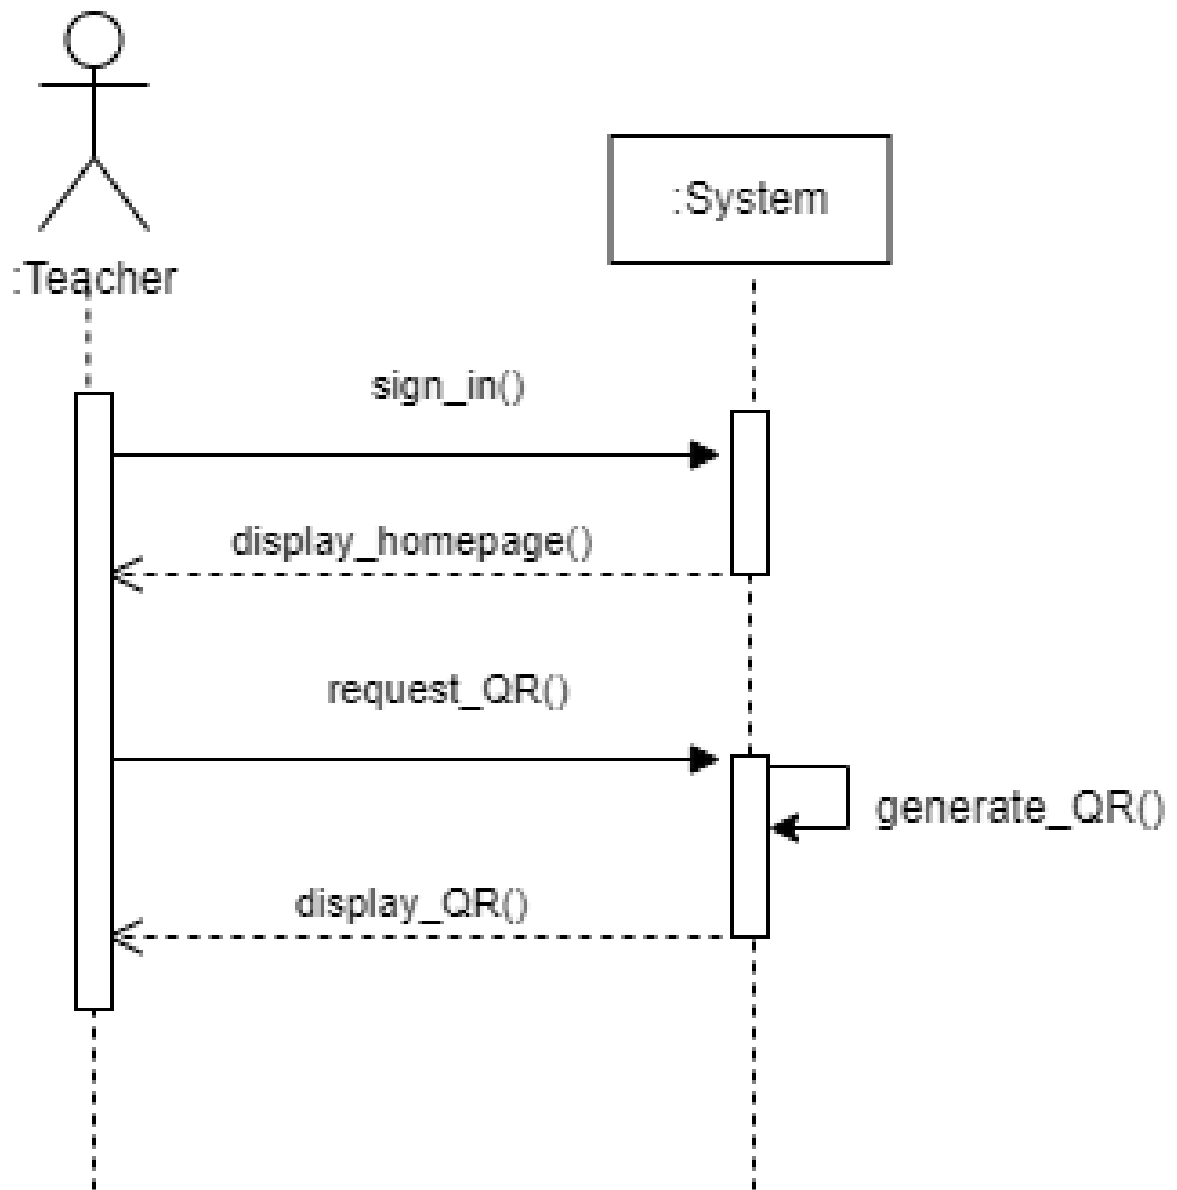 :System
:Teacher
sign_in()
display_homepage()
request_QR()
generate_QR()
display_QR()